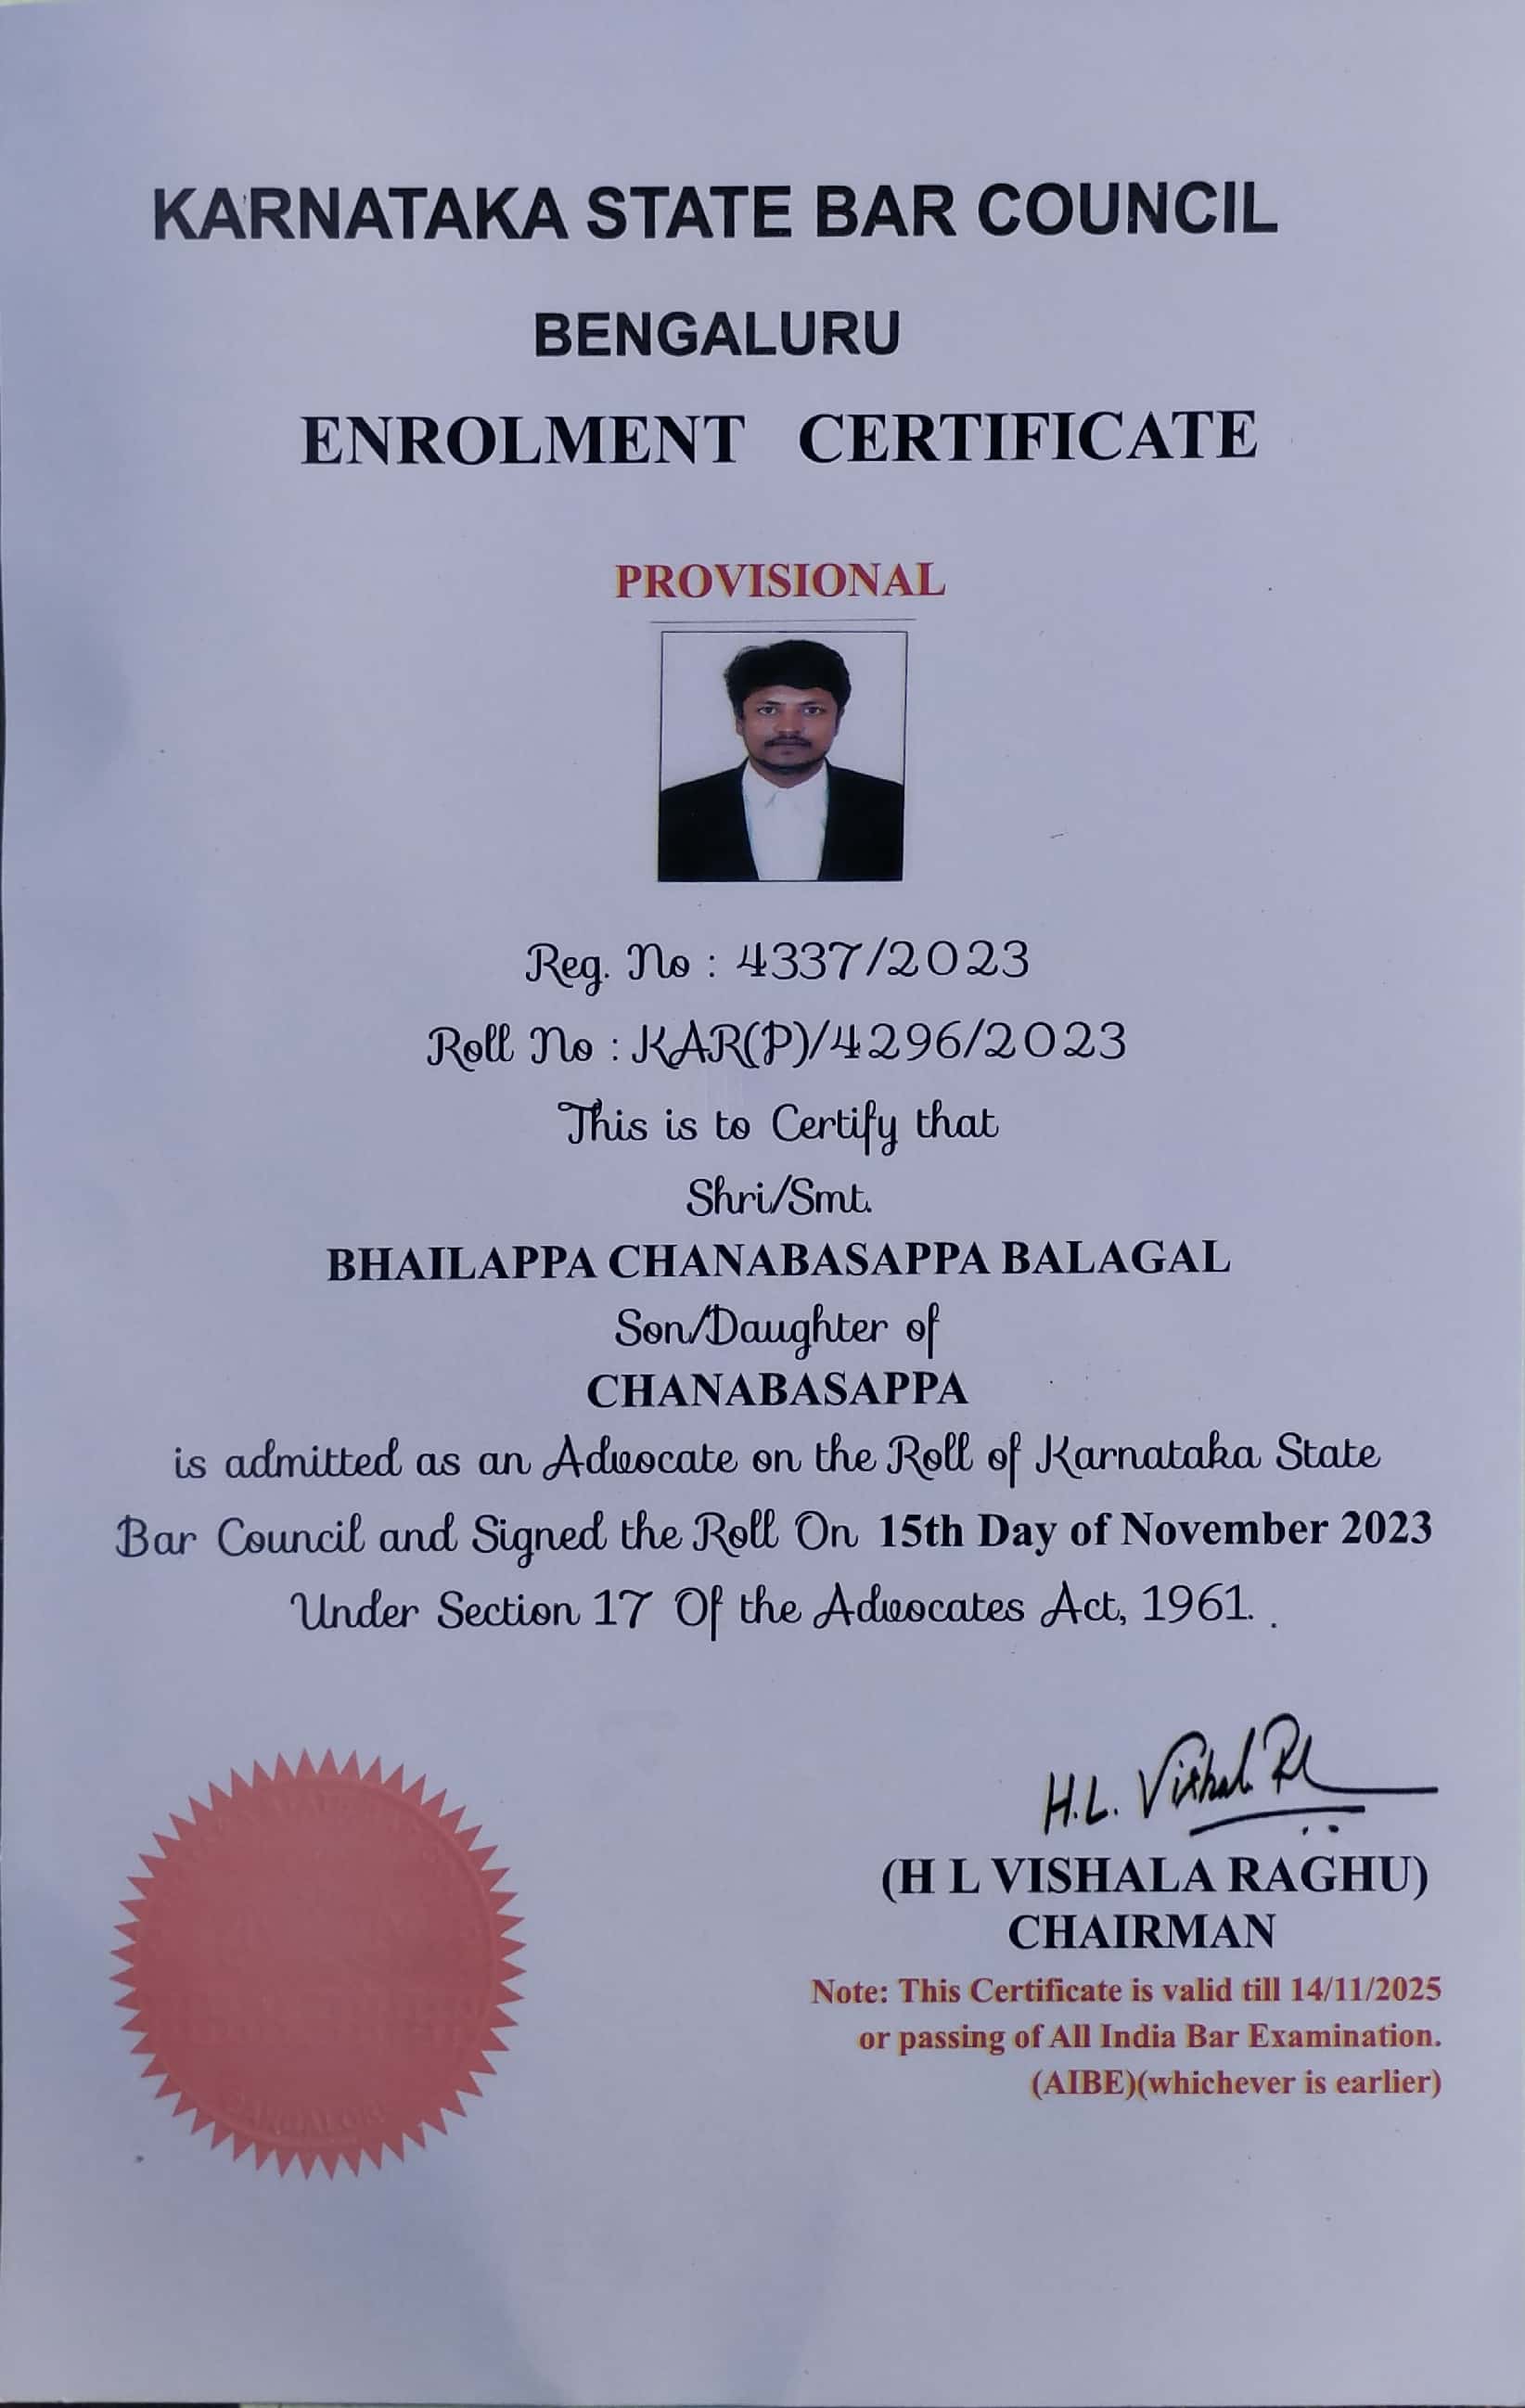 KARNATAKA STATE BAR COUNCIL
BENGALURU
ENROLMENT CERTIFICATE
PROVISIONAL
Reg. No : 4337/2023
Roll No : KAR(P)/4296/2023
This is to Certify that
Shri/Smt.
BHAILAPPA CHANABASAPPA BALAGAL
Son/Daughter of
CHANABASAPPA
is admitted as an Advocate on the Roll of Karnataka State
Bar Council and Signed the Roll On 15th Day of November 2023
Under Section 17 Of the Advocates Act, 1961. .
H.L.
(H L VISHALA RAGHU)
CHAIRMAN
Note: This Certificate is valid till 14/11/2025
or passing of All India Bar Examination.
(AIBE)(whichever is earlier)
BANGALORE